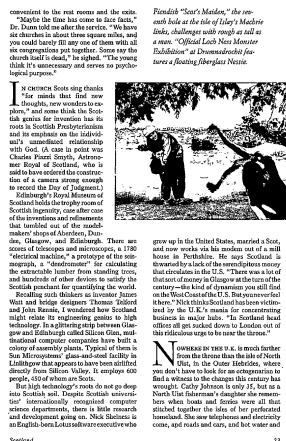 convenient to the rest rooms and the exits.
"Maybe the time has come to face facts,"
Dr. Dunn told me after the service. "We have
six churches in about three square miles, and
you could barely fill any one of them with all
six congregations put together. Some say the
church itself is dead," he sighed. "The young
think it's unnecessary and serves no psycho-
logical purpose."
IN CHURCH Scots sing thanks
"for minds that find new
thoughts, new wonders to ex-
plore," and some think the Scot-
tish genius for invention has its
roots in Scottish Presbyterianism
and its emphasis on the individ-
ual's unmediated relationship
with God. (A case in point was
Charles Piazzi Smyth, Astrono-
mer Royal of Scotland, who is
said to have ordered the construc-
tion of a camera strong enough
to record the Day of Judgment.)
Edinburgh's Royal Museum of
Scotland holds the trophy room of
Scottish ingenuity, case after case
of the inventions and refinements
that tumbled out of the model-
makers' shops of Aberdeen, Dun-
dee, Glasgow, and Edinburgh. There are
scores of telescopes and microscopes, a 1780
"electrical machine," a prototype of the seis-
mograph, a "dendrometer" for calculating
the extractable lumber from standing trees,
and hundreds of other devices to satisfy the
Scottish penchant for quantifying the world.
Recalling such thinkers as inventor James
Watt and bridge designers Thomas Telford
and John Rennie, I wondered how Scotland
might relate its engineering genius to high
technology. In a glittering strip between Glas-
gow and Edinburgh called Silicon Glen, mul-
tinational computer companies have built a
colony of assembly plants. Typical of them is
Sun Microsystems' glass-and-steel facility in
Linlithgow that appears to have been airlifted
directly from Silicon Valley. It employs 600
people, 450 of whom are Scots.
But high technology's roots do not go deep
into Scottish soil. Despite Scottish universi-
ties' internationally recognized computer
science departments, there is little research
and development going on. Nick Skelsetz is
an English-born Lotus software executive who
Fiendish "Scot's Maiden," the sev-
enth hole at the isle of Islay's Machrie
links, challenges with rough as tall as
a man. "Official Loch Ness Monster
Exhibition" at Drumnadrochit fea-
tures a floating fiberglass Nessie.
grew up in the United States, married a Scot,
and now works via his modem out of a mill
house in Perthshire. He says Scotland is
thwarted by a lack of the serendipitous money
that circulates in the U.S. "There was a lot of
that sort of money in Glasgow at the turn of the
century—the kind of dynamism you still find
on the West Coast of the U.S. But you never feel
it there." Nick thinks Scotland has been victim-
ized by the U.K.'s mania for concentrating
business in major hubs. "In Scotland head
offices all get sucked down to London out of
this ridiculous urge to be near the throne."
NOWHERE IN THE U.K. is much farther
from the throne than the isle of North
Uist, in the Outer Hebrides, where
you don't have to look for an octogenarian to
find a witness to the changes this century has
wrought. Cathy Johnson is only 35, but as a
North Uist fisherman's daughter she remem-
bers when boats and ferries were all that
stitched together the isles of her perforated
homeland. She saw telephones and electricity
come, and roads and cars, and hot water and
Scotland
23